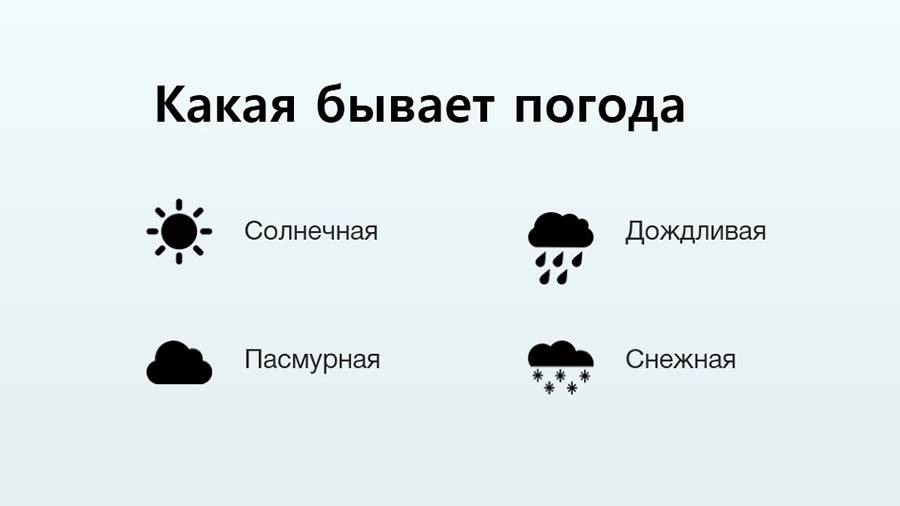 Какая бывает погода
Солнечная
Дождливая
Пасмурная
Снежная